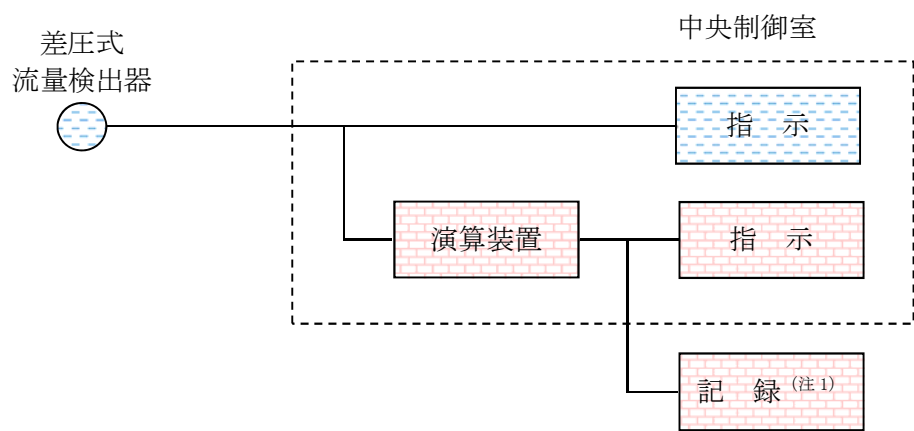 中央制御室
差圧式
流量検出器
指 示
演算装置
指 示
記 録(注1)